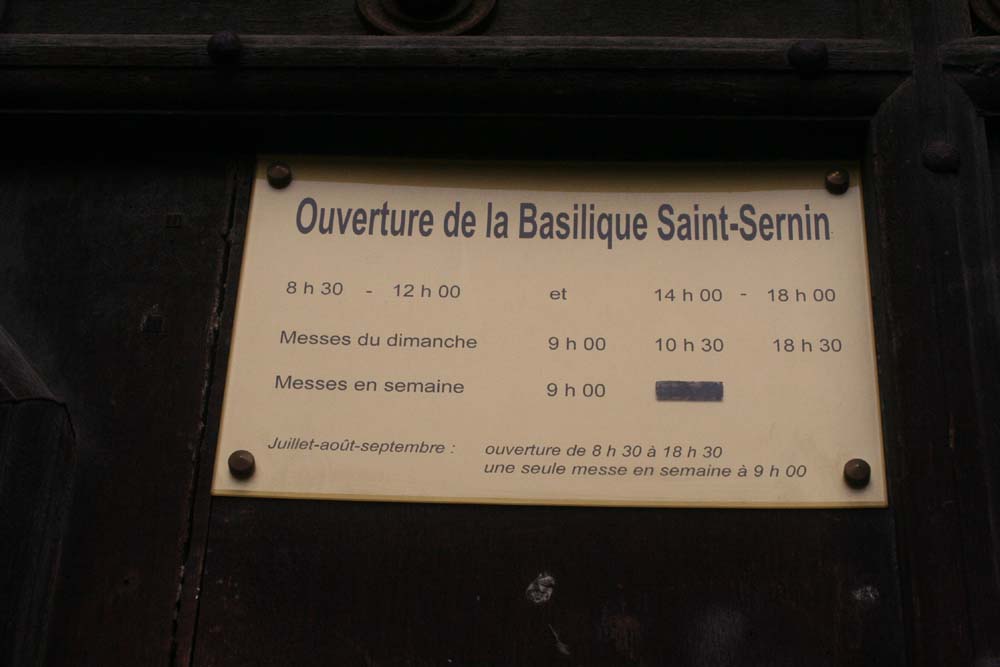 Ouverture de la Basilique Saint-Sernin
8 h 30 - 12 h 00 et 14 h 00 - 18 h 00
Messes du dimanche 9 h 00 10 h 30 18 h 30
Messes en semaine 9 h 00
Juillet-août-septembre : ouverture de 8 h 30 à 18 h 30
une seule messe en semaine à 9 h 00